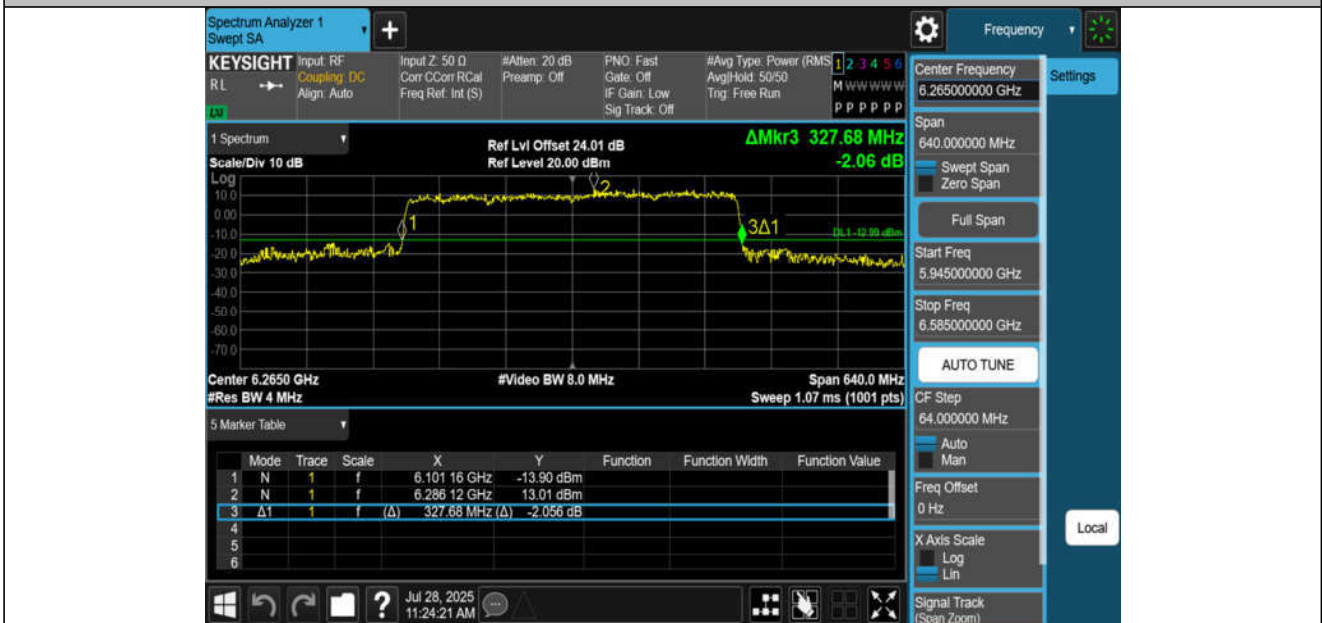 Spectrum Analyzer 1
Swept SA
+
Frequency
KEYSIGHT
RL
LXI
Input: RF
Coupling: DC
Align: Auto
Input Z: 50 Ω
Corr CCorr RCal
Freq Ref: Int (S)
#Atten: 20 dB
Preamp: Off
PNO: Fast
Gate: Off
IF Gain: Low
Sig Track: Off
#Avg Type: Power (RMS
Avg|Hold: 50/50
Trig: Free Run
1 2 3 4 5 6
M W W W W W
P P P P P P
1 Spectrum
Scale/Div 10 dB
Ref Lvl Offset 24.01 dB
Ref Level 20.00 dBm
ΔMkr3 327.68 MHz
-2.06 dB
Log
10.0
0.00
-10.0
-20.0
-30.0
-40.0
-50.0
-60.0
-70.0
1
2
3Δ1
DL1 -12.99 dBm
Center 6.2650 GHz
#Res BW 4 MHz
#Video BW 8.0 MHz
Span 640.0 MHz
Sweep 1.07 ms (1001 pts)
5 Marker Table
Mode Trace Scale X Y Function Function Width Function Value
1 N 1 f 6.101 16 GHz -13.90 dBm
2 N 1 f 6.286 12 GHz 13.01 dBm
3 Δ1 1 f (Δ) 327.68 MHz (Δ) -2.056 dB
4
5
6
?
Jul 28, 2025
11:24:21 AM
Center Frequency
6.265000000 GHz
Settings
Span
640.000000 MHz
Swept Span
Zero Span
Full Span
Start Freq
5.945000000 GHz
Stop Freq
6.585000000 GHz
AUTO TUNE
CF Step
64.000000 MHz
Auto
Man
Freq Offset
0 Hz
X Axis Scale
Log
Lin
Local
Signal Track
(Span Zoom)